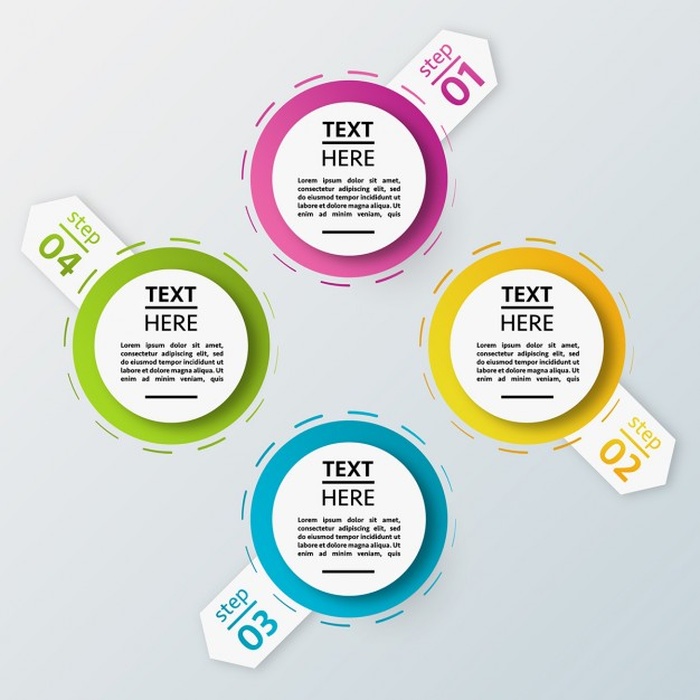 step
01
TEXT
HERE
Lorem ipsum dolor sit amet,
consectetur adipiscing elit, sed
do eiusmod tempor incididunt ut
labore et dolore magna aliqua. Ut
enim ad minim veniam, quis
step
02
TEXT
HERE
Lorem ipsum dolor sit amet,
consectetur adipiscing elit, sed
do eiusmod tempor incididunt ut
labore et dolore magna aliqua. Ut
enim ad minim veniam, quis
step
03
TEXT
HERE
Lorem ipsum dolor sit amet,
consectetur adipiscing elit, sed
do eiusmod tempor incididunt ut
labore et dolore magna aliqua. Ut
enim ad minim veniam, quis
step
04
TEXT
HERE
Lorem ipsum dolor sit amet,
consectetur adipiscing elit, sed
do eiusmod tempor incididunt ut
labore et dolore magna aliqua. Ut
enim ad minim veniam, quis